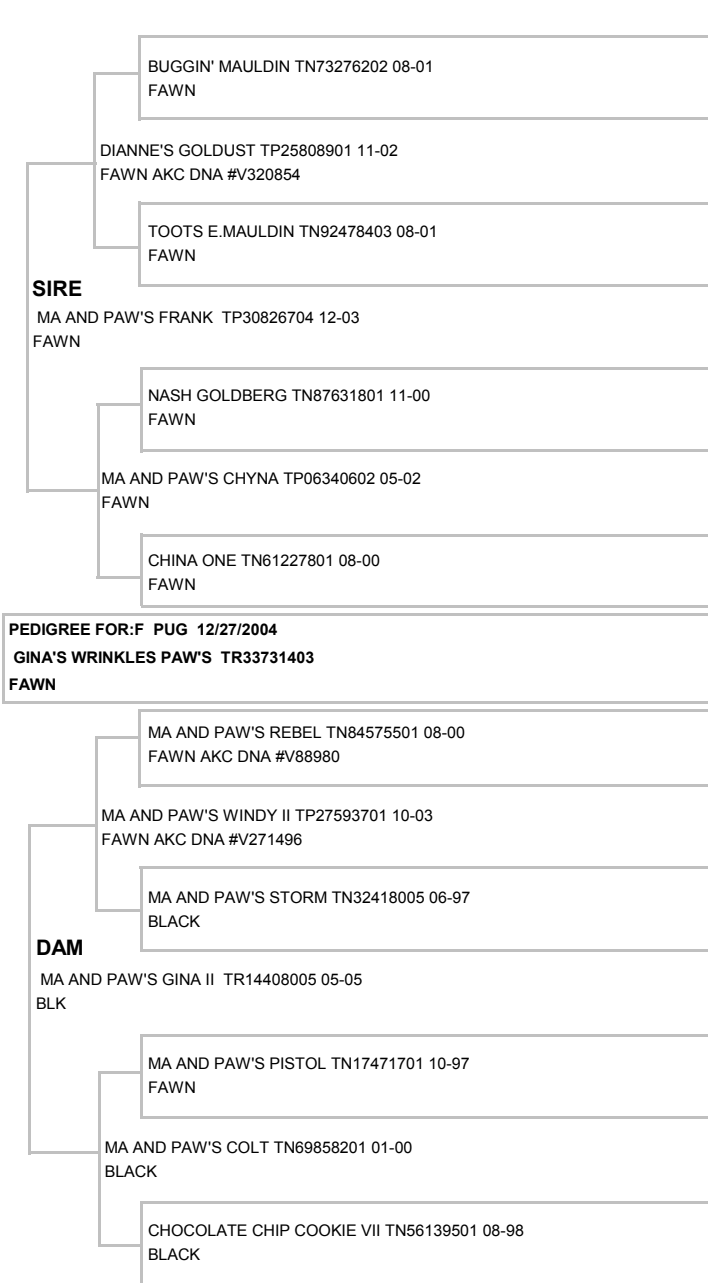 BUGGIN' MAULDIN TN73276202 08-01
FAWN
DIANNE'S GOLDUST TP25808901 11-02
FAWN AKC DNA #V320854
TOOTS E.MAULDIN TN92478403 08-01
FAWN
SIRE
MA AND PAW'S FRANK TP30826704 12-03
FAWN
NASH GOLDBERG TN87631801 11-00
FAWN
MA AND PAW'S CHYNA TP06340602 05-02
FAWN
CHINA ONE TN61227801 08-00
FAWN
PEDIGREE FOR:F PUG 12/27/2004
GINA'S WRINKLES PAW'S TR33731403
FAWN
MA AND PAW'S REBEL TN84575501 08-00
FAWN AKC DNA #V88980
MA AND PAW'S WINDY II TP27593701 10-03
FAWN AKC DNA #V271496
MA AND PAW'S STORM TN32418005 06-97
BLACK
DAM
MA AND PAW'S GINA II TR14408005 05-05
BLK
MA AND PAW'S PISTOL TN17471701 10-97
FAWN
MA AND PAW'S COLT TN69858201 01-00
BLACK
CHOCOLATE CHIP COOKIE VII TN56139501 08-98
BLACK